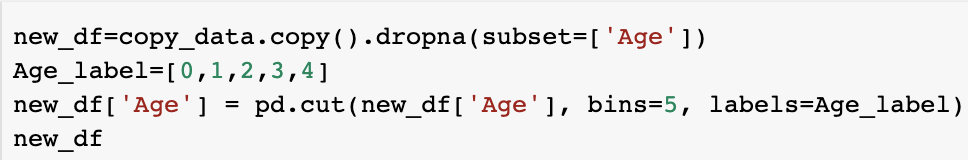 new_df=copy_data.copy().dropna(subset=['Age'])
Age_label=[0,1,2,3,4]
new_df['Age'] = pd.cut(new_df['Age'], bins=5, labels=Age_label)
new_df